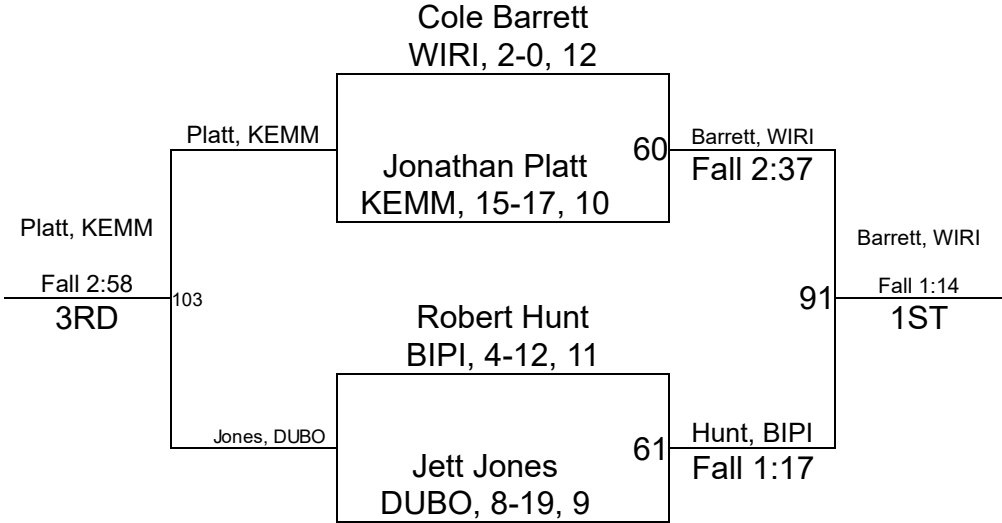 Cole Barrett
WIRI, 2-0, 12
Platt, KEMM
60
Barrett, WIRI
Jonathan Platt
Fall 2:37
KEMM, 15-17, 10
Platt, KEMM
Barrett, WIRI
Fall 2:58
103
91
Fall 1:14
3RD
1ST
Robert Hunt
BIPI, 4-12, 11
Jones, DUBO
61
Hunt, BIPI
Jett Jones
Fall 1:17
DUBO, 8-19, 9